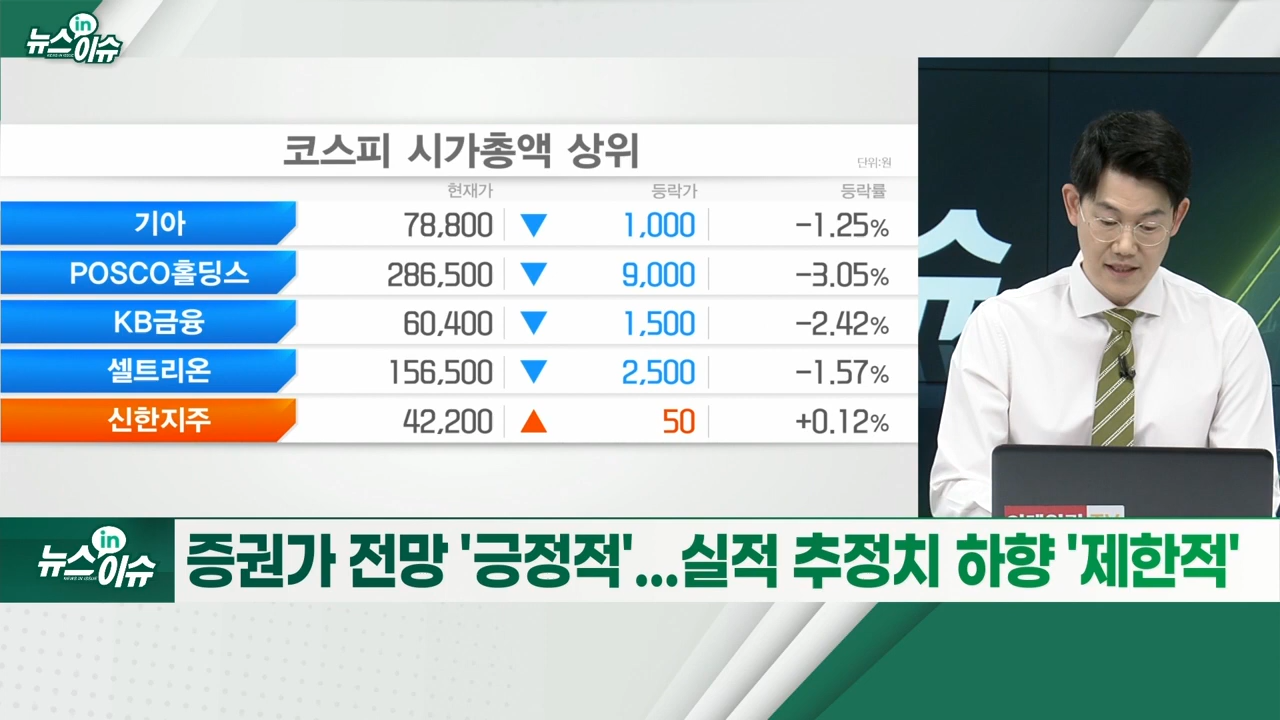 뉴스in이슈
코스피 시가총액 상위
단위:원
현재가 등락가 등락률
기아 78,800 ▼ 1,000 -1.25%
POSCO홀딩스 286,500 ▼ 9,000 -3.05%
KB금융 60,400 ▼ 1,500 -2.42%
셀트리온 156,500 ▼ 2,500 -1.57%
신한지주 42,200 ▲ 50 +0.12%
슈
뉴스in이슈
NEWS IN ISSUE
증권가 전망 '긍정적'...실적 추정치 하향 '제한적'